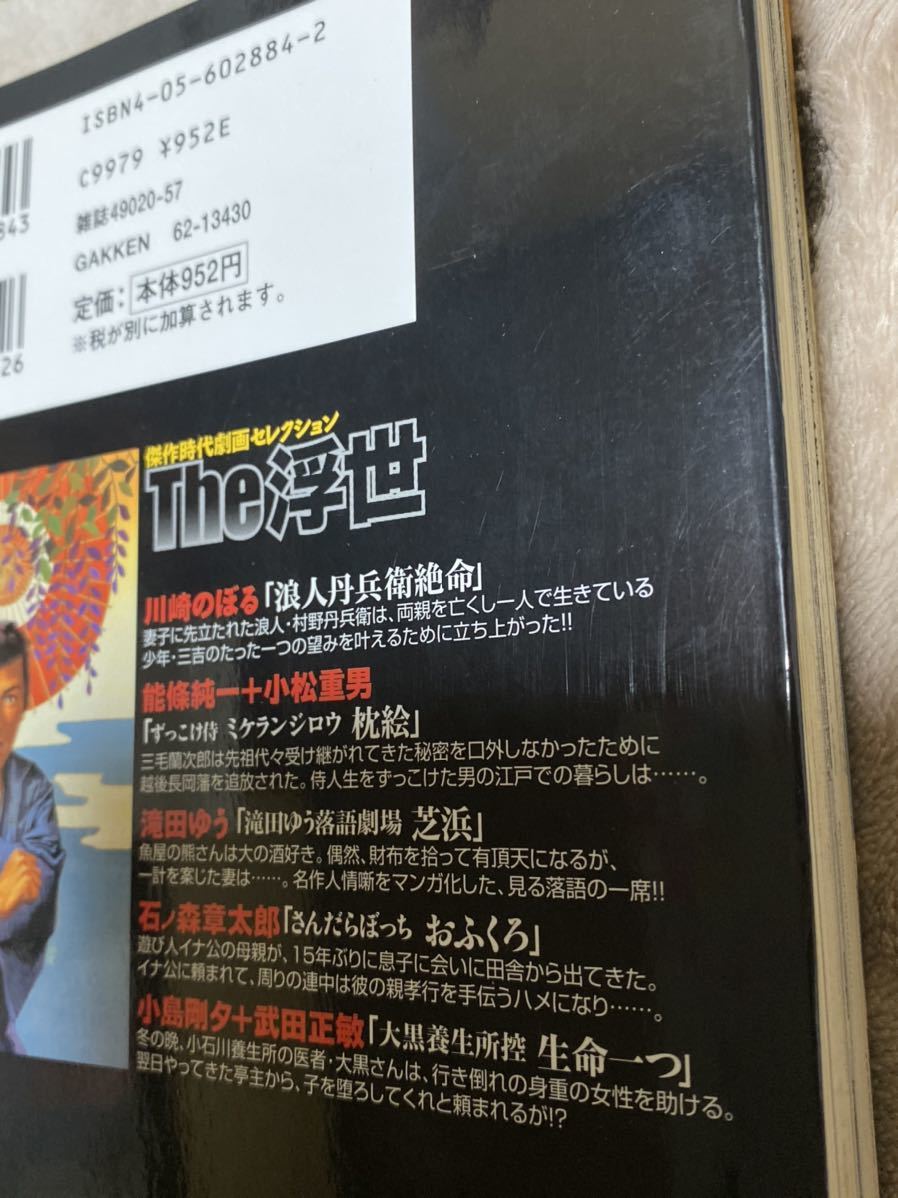 ISBN4-05-602884-2
C9979 ¥952E
雑誌49020-57
GAKKEN 62-13430
定価：本体952円
※税が別に加算されます。
843
26
傑作時代劇画セレクション
The浮世
川崎のぼる「浪人丹兵衛絶命」
妻子に先立たれた浪人・村野丹兵衛は、両親を亡くし一人で生きている
少年・三吉のたった一つの望みを叶えるために立ち上がった!!
能條純一＋小松重男
「ずっこけ侍 ミケランジロウ 枕絵」
三毛蘭次郎は先祖代々受け継がれてきた秘密を口外しなかったために
越後長岡藩を追放された。侍人生をずっこけた男の江戸での暮らしは……。
滝田ゆう「滝田ゆう落語劇場 芝浜」
魚屋の熊さんは大の酒好き。偶然、財布を拾って有頂天になるが、
一計を案じた妻は……。名作人情噺をマンガ化した、見る落語の一席!!
石ノ森章太郎「さんだらぼっち おふくろ」
遊び人イナ公の母親が、15年ぶりに息子に会いに田舎から出てきた。
イナ公に頼まれて、周りの連中は彼の親孝行を手伝うハメになり……。
小島剛夕＋武田正敏「大黒養生所控 生命一つ」
冬の晩、小石川養生所の医者・大黒さんは、行き倒れの身重の女性を助ける。
翌日やってきた亭主から、子を堕ろしてくれと頼まれるが!?